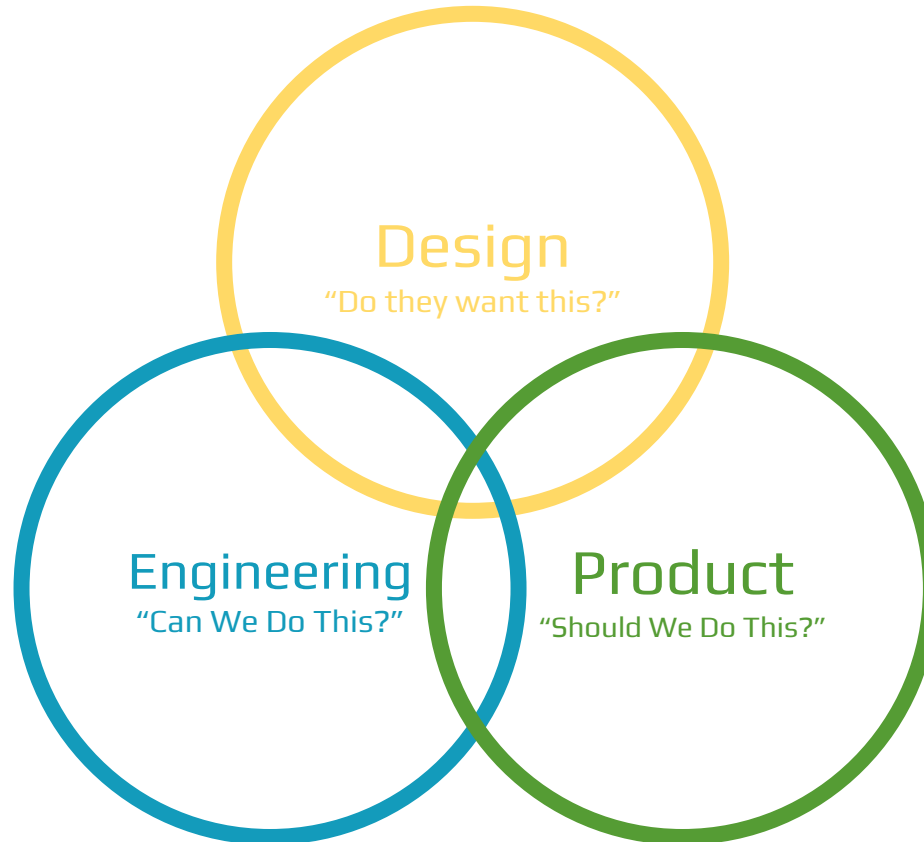 Design
“Do they want this?”
Engineering
“Can We Do This?”
Product
“Should We Do This?”